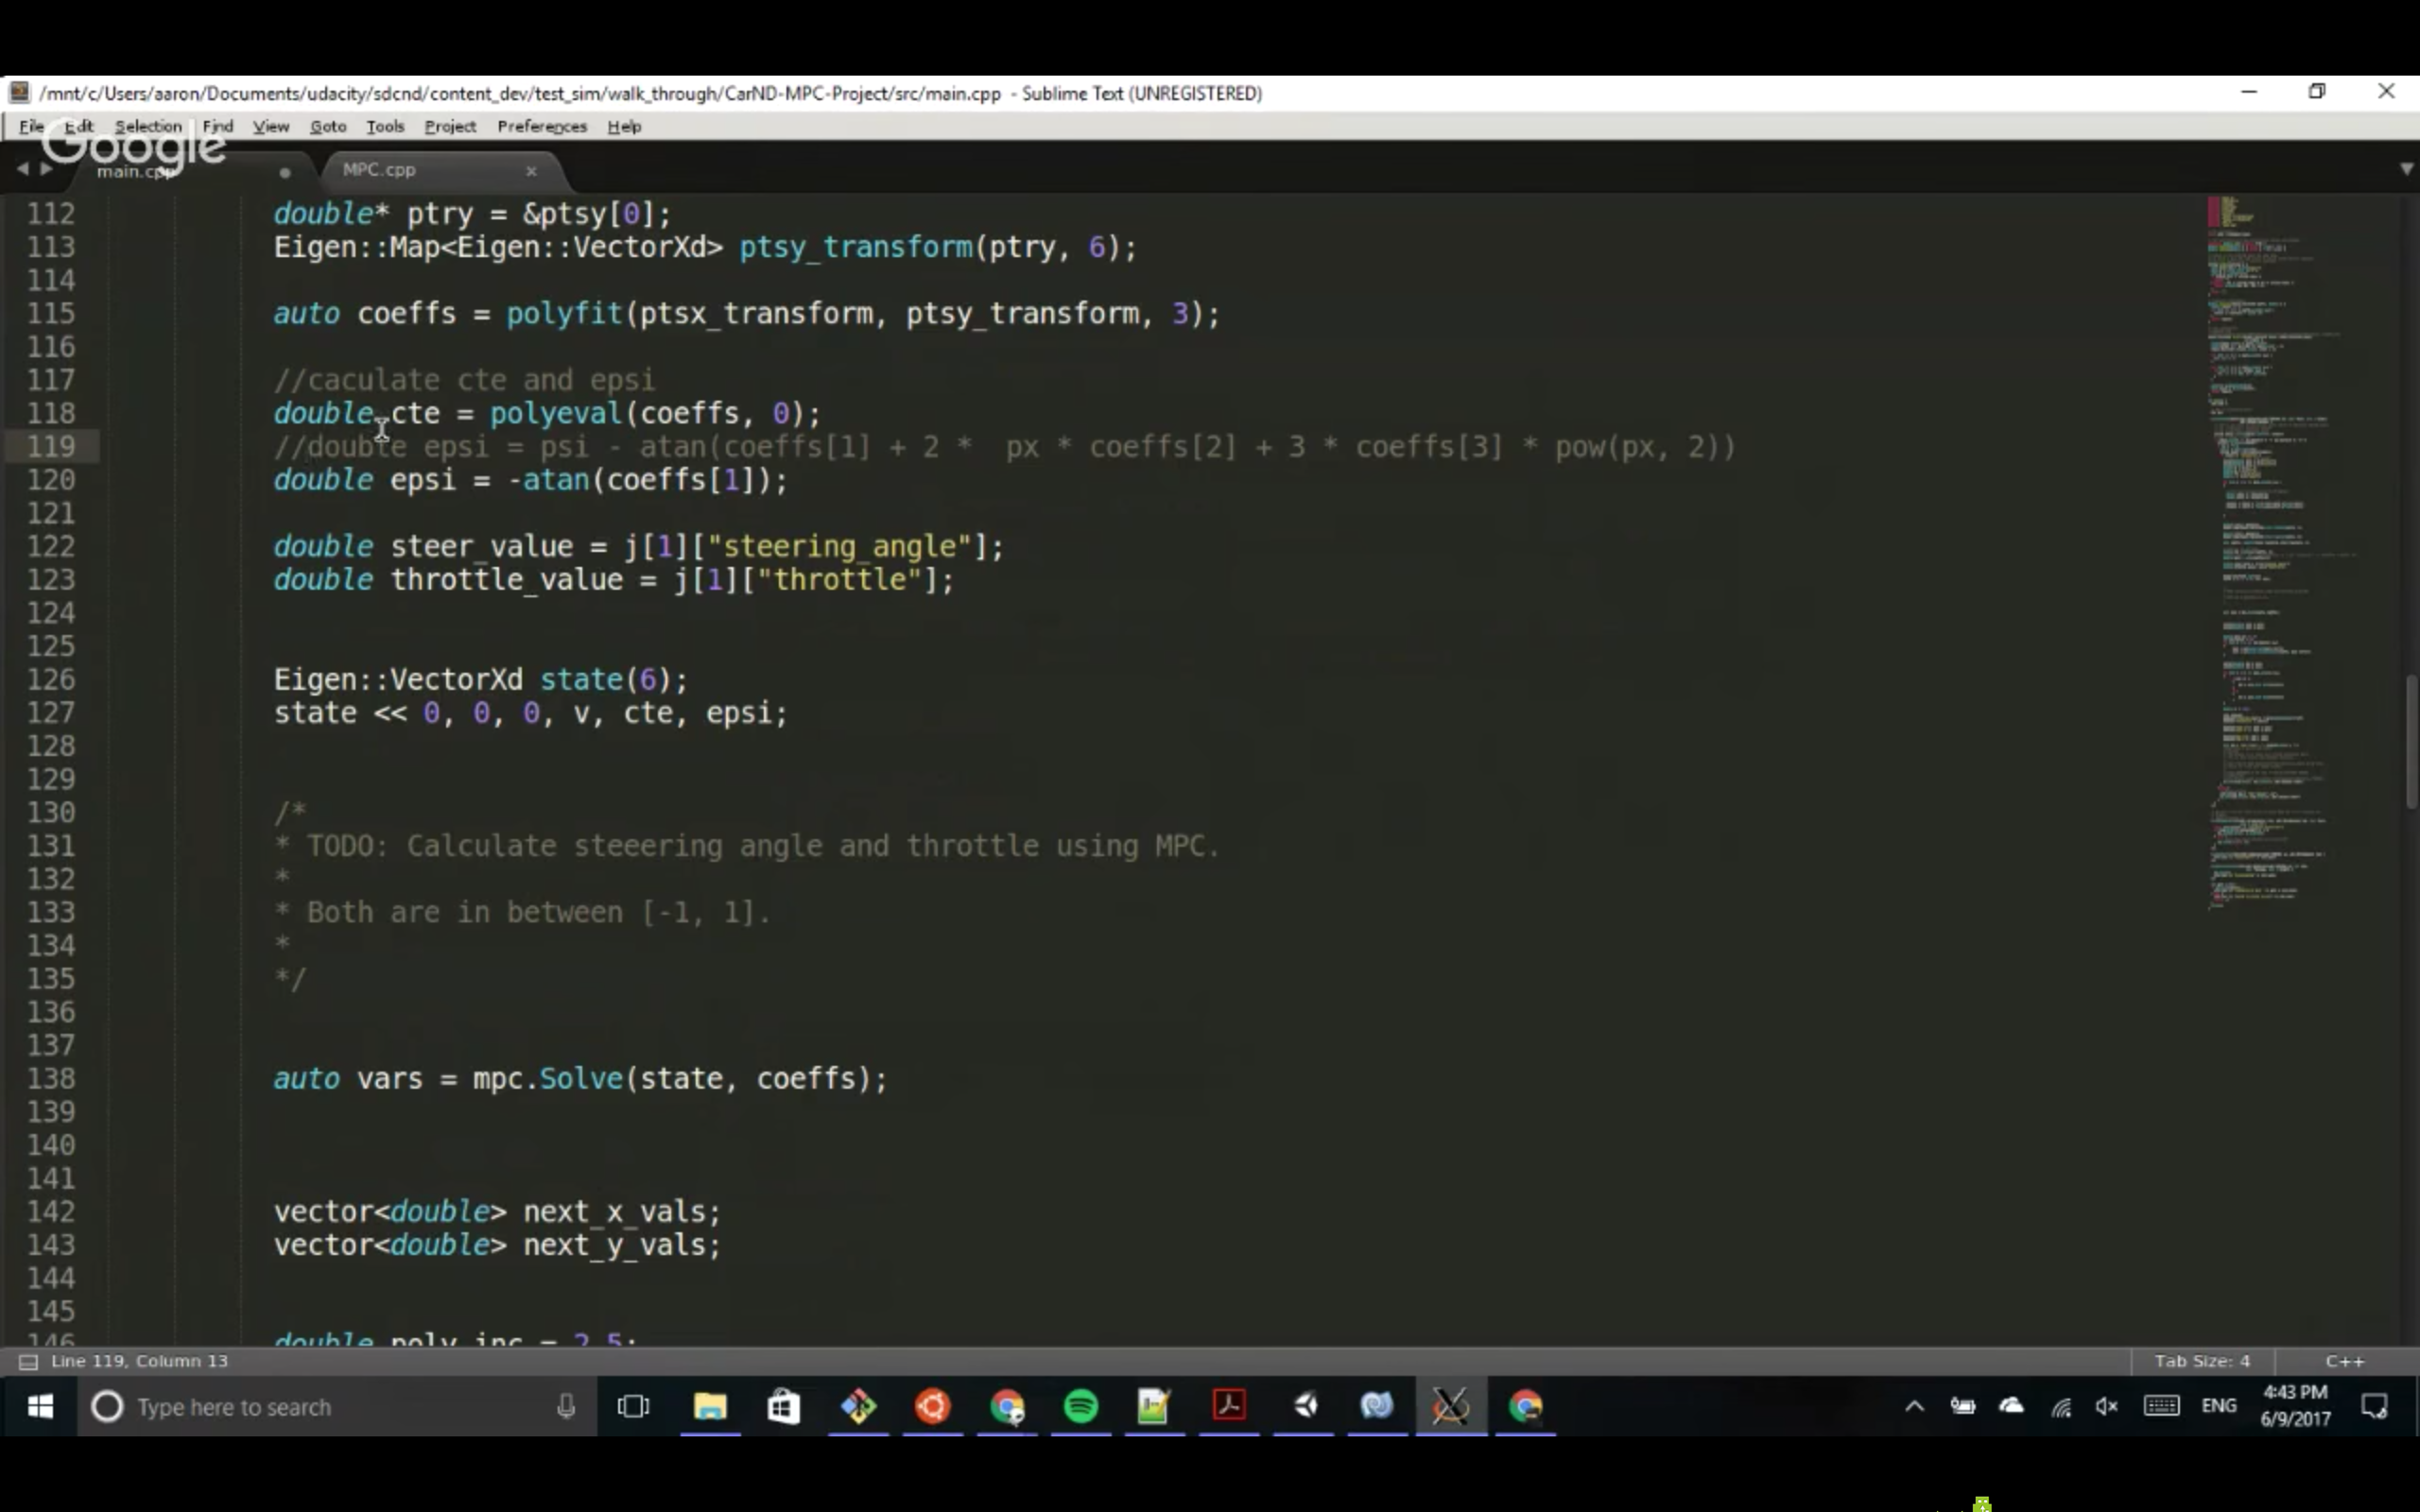 /mnt/c/Users/aaron/Documents/udacity/sdcnd/content_dev/test_sim/walk_through/CarND-MPC-Project/src/main.cpp - Sublime Text (UNREGISTERED)
File Edit Selection Find View Goto Tools Project Preferences Help
Google
main.cpp MPC.cpp
112 double* ptry = &ptsy[0];
113 Eigen::Map<Eigen::VectorXd> ptsy_transform(ptry, 6);
114
115 auto coeffs = polyfit(ptsx_transform, ptsy_transform, 3);
116
117 //caculate cte and epsi
118 double cte = polyeval(coeffs, 0);
119 //double epsi = psi - atan(coeffs[1] + 2 *  px * coeffs[2] + 3 * coeffs[3] * pow(px, 2))
120 double epsi = -atan(coeffs[1]);
121
122 double steer_value = j[1]["steering_angle"];
123 double throttle_value = j[1]["throttle"];
124
125
126 Eigen::VectorXd state(6);
127 state << 0, 0, 0, v, cte, epsi;
128
129
130 /*
131 * TODO: Calculate steeering angle and throttle using MPC.
132 *
133 * Both are in between [-1, 1].
134 *
135 */
136
137
138 auto vars = mpc.Solve(state, coeffs);
139
140
141
142 vector<double> next_x_vals;
143 vector<double> next_y_vals;
144
145
146 double poly_inc = 2.5;
Line 119, Column 13 Tab Size: 4 C++
Type here to search ENG 4:43 PM
6/9/2017